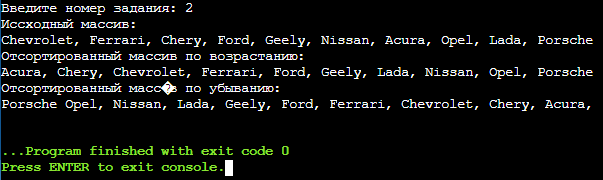 Введите номер задания: 2
Иссходный массив:
Chevrolet, Ferrari, Chery, Ford, Geely, Nissan, Acura, Opel, Lada, Porsche
Отсортированный массив по возрастанию:
Acura, Chery, Chevrolet, Ferrari, Ford, Geely, Lada, Nissan, Opel, Porsche
Отсортированный масс�в по убыванию:
Porsche Opel, Nissan, Lada, Geely, Ford, Ferrari, Chevrolet, Chery, Acura,
...Program finished with exit code 0
Press ENTER to exit console.